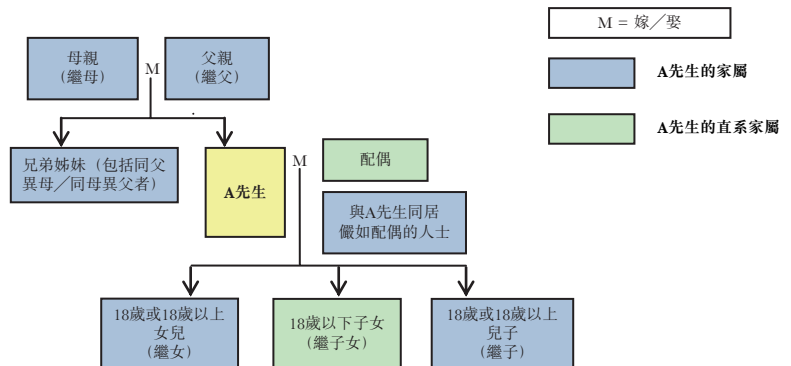 M = 嫁／娶
母親
（繼母）
M
父親
（繼父）
A先生的家屬
A先生的直系家屬
兄弟姊妹（包括同父
異母／同母異父者）
A先生
M
配偶
與A先生同居
儼如配偶的人士
18歲或18歲以上
女兒
（繼女）
18歲以下子女
（繼子女）
18歲或18歲以上
兒子
（繼子）